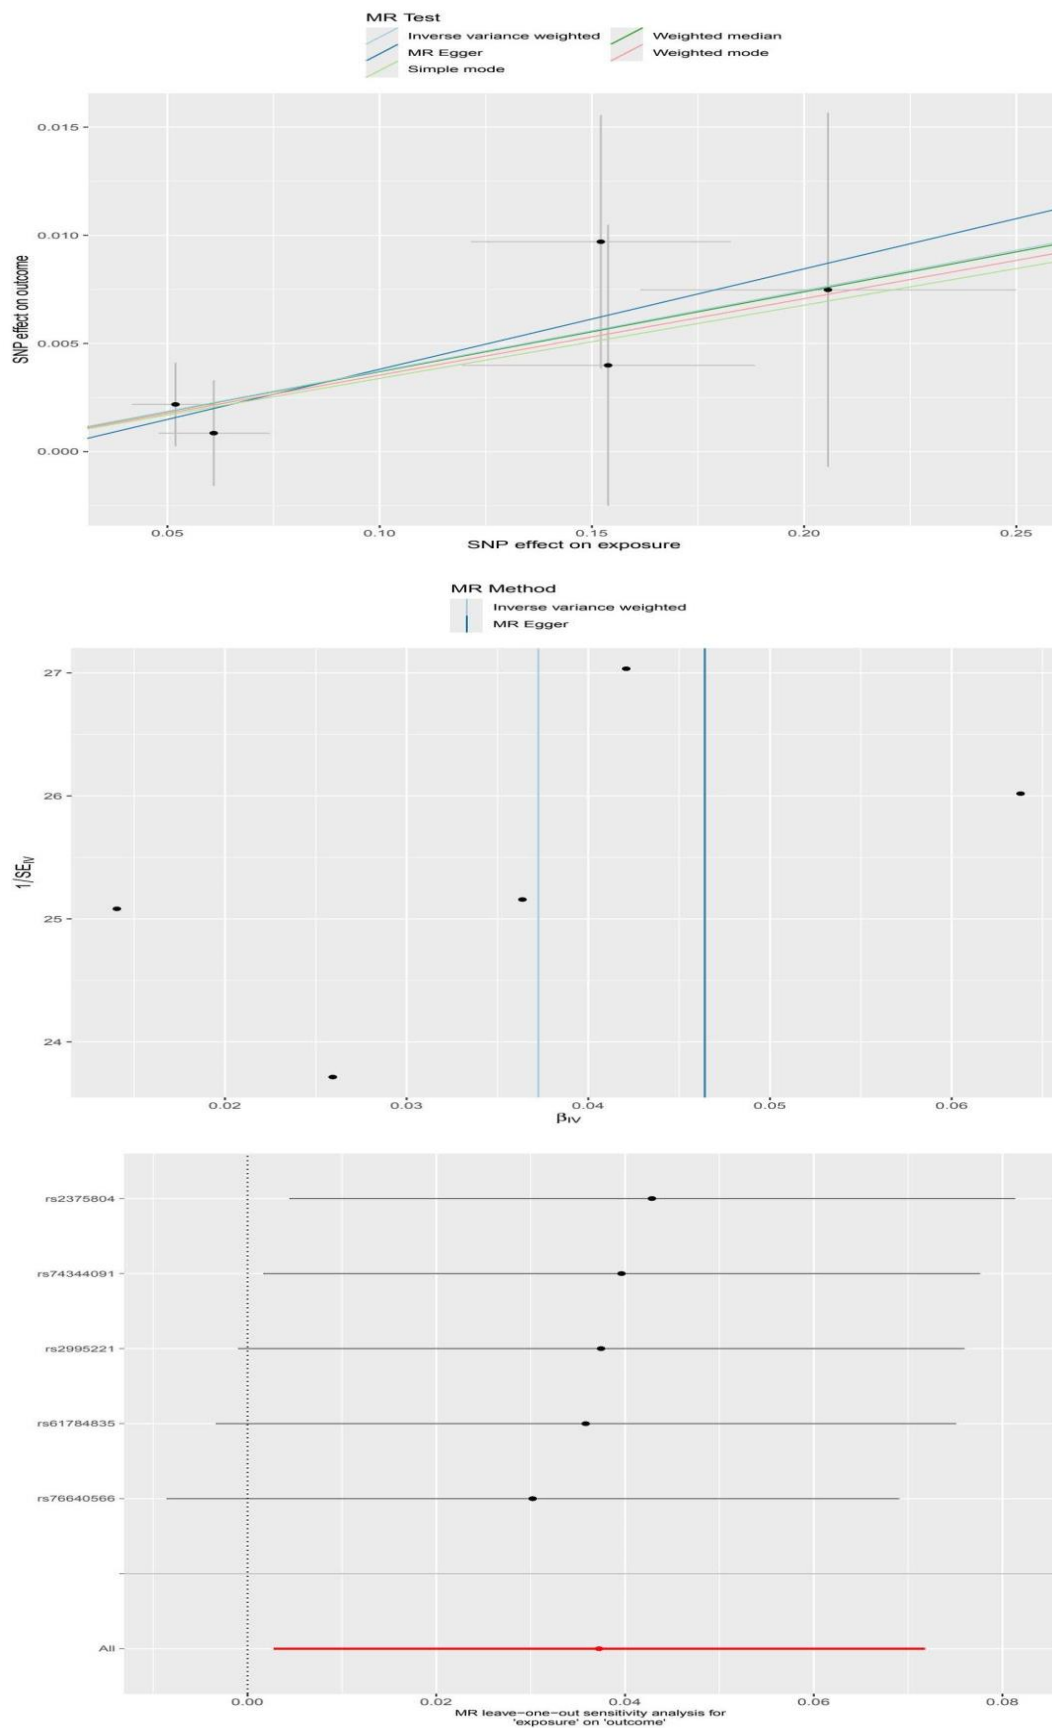 MR Test
Inverse variance weighted
MR Egger
Simple mode
Weighted median
Weighted mode
0.015
0.010
0.005
0.000
SNP effect on outcome
0.05 0.10 0.15 0.20 0.25
SNP effect on exposure
MR Method
Inverse variance weighted
MR Egger
27
26
25
24
1/SEIV
0.02 0.03 0.04 0.05 0.06
βIV
rs2375804
rs74344091
rs2995221
rs61784835
rs76640566
All
0.00 0.02 0.04 0.06 0.08
MR leave−one−out sensitivity analysis for
'exposure' on 'outcome'